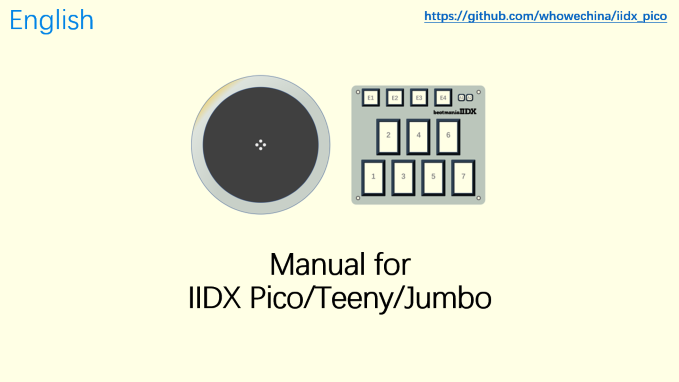 English
https://github.com/whowechina/iidx_pico
E1 E2 E3 E4
beatmania IIDX
2 4 6
1 3 5 7
Manual for
IIDX Pico/Teeny/Jumbo